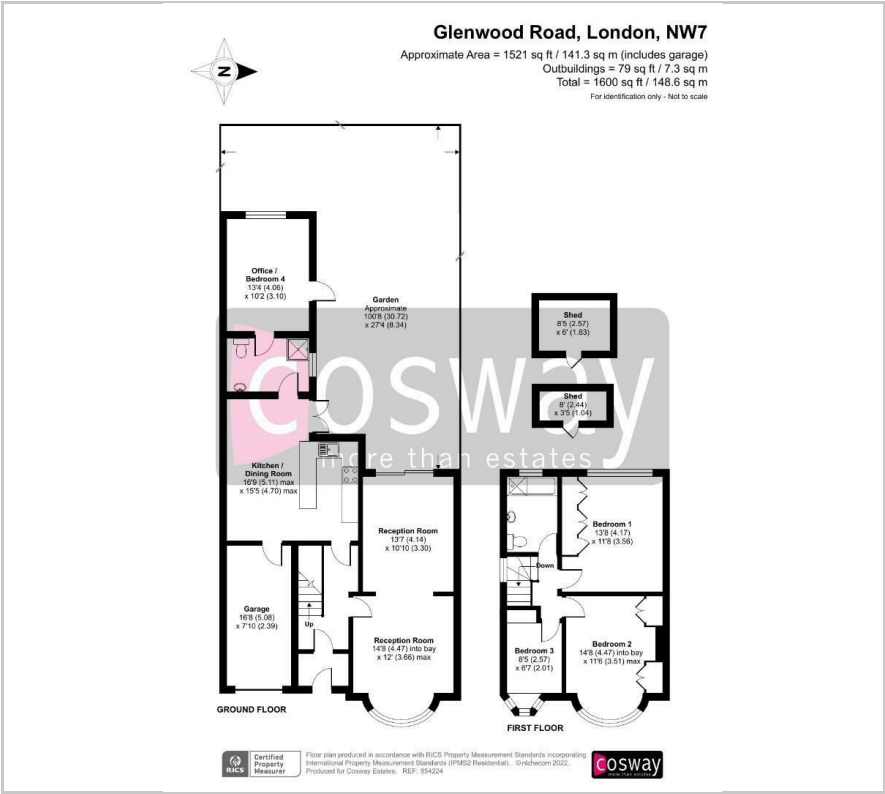 Glenwood Road, London, NW7
Approximate Area = 1521 sq ft / 141.3 sq m (includes garage)
Outbuildings = 79 sq ft / 7.3 sq m
Total = 1600 sq ft / 148.6 sq m
For identification only - Not to scale
N
Office /
Bedroom 4
13'4 (4.06)
x 10'2 (3.10)
Garden
Approximate
100'8 (30.72)
x 27'4 (8.34)
Shed
8'5 (2.57)
x 6' (1.83)
Shed
8' (2.44)
x 3'5 (1.04)
cosway
more than estates
Kitchen /
Dining Room
16'9 (5.11) max
x 15'5 (4.70) max
Reception Room
13'7 (4.14)
x 10'10 (3.30)
Bedroom 1
13'8 (4.17)
x 11'8 (3.56)
Down
Garage
16'8 (5.08)
x 7'10 (2.39)
Up
Reception Room
14'8 (4.47) into bay
x 12' (3.66) max
Bedroom 3
8'5 (2.57)
x 6'7 (2.01)
Bedroom 2
14'8 (4.47) into bay
x 11'6 (3.51) max
GROUND FLOOR
FIRST FLOOR
RICS
Certified
Property
Measurer
Floor plan produced in accordance with RICS Property Measurement Standards incorporating
International Property Measurement Standards (IPMS2 Residential). © nichecom 2022.
Produced for Cosway Estates. REF: 854224
cosway
more than estates